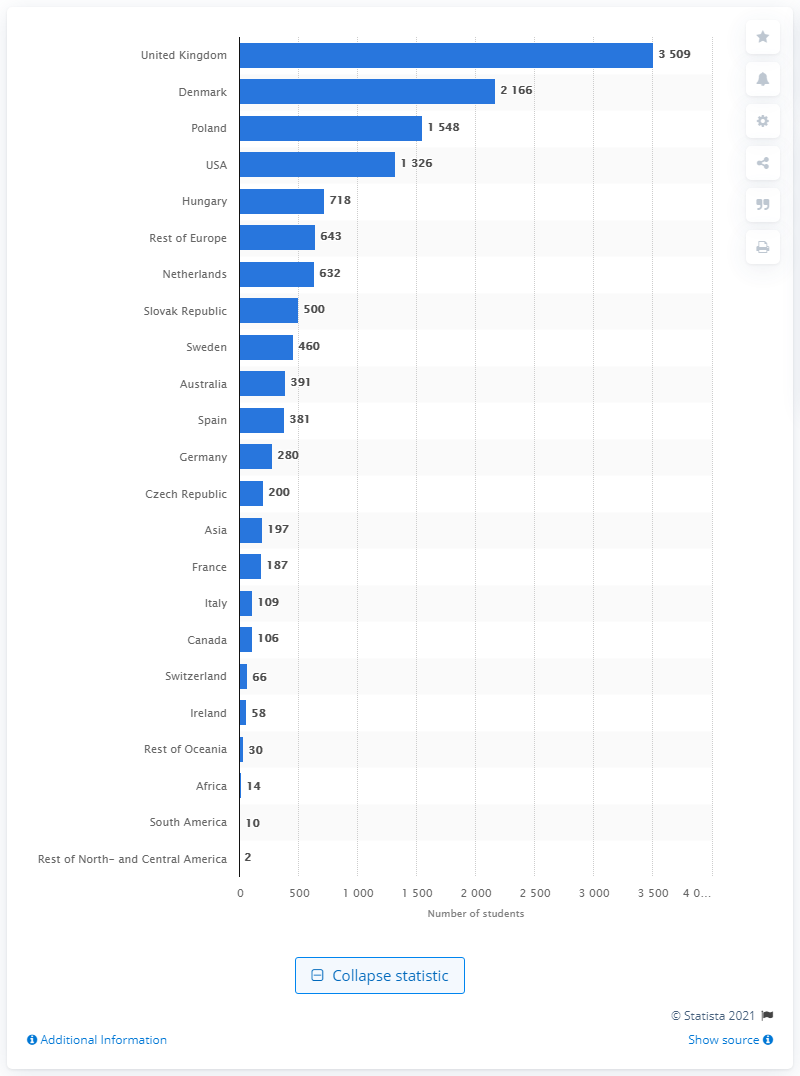 United Kingdom 3 509
Denmark 2 166
Poland 1 548
USA 1 326
Hungary 718
Rest of Europe 643
Netherlands 632
Slovak Republic 500
Sweden 460
Australia 391
Spain 381
Germany 280
Czech Republic 200
Asia 197
France 187
Italy 109
Canada 106
Switzerland 66
Ireland 58
Rest of Oceania 30
Africa 14
South America 10
Rest of North- and Central America 2
0 500 1 000 1 500 2 000 2 500 3 000 3 500 4 0...
Number of students
Collapse statistic
© Statista 2021
Additional Information Show source